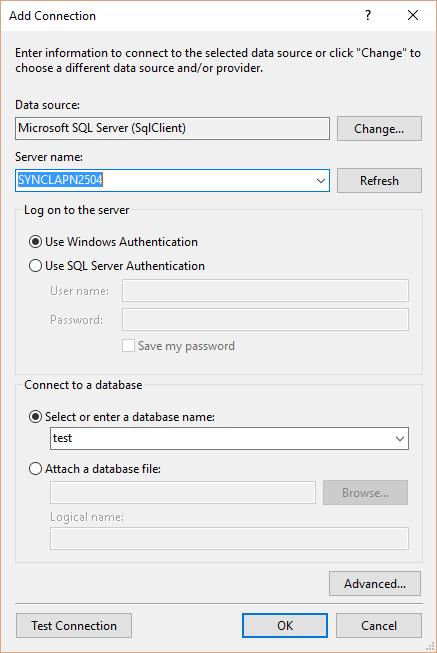 Add Connection
?
Enter information to connect to the selected data source or click "Change" to
choose a different data source and/or provider.
Data source:
Microsoft SQL Server (SqlClient)
Change...
Server name:
SYNCLAPN2504
Refresh
Log on to the server
Use Windows Authentication
Use SQL Server Authentication
User name:
Password:
Save my password
Connect to a database
Select or enter a database name:
test
Attach a database file:
Browse...
Logical name:
Advanced...
Test Connection
OK
Cancel